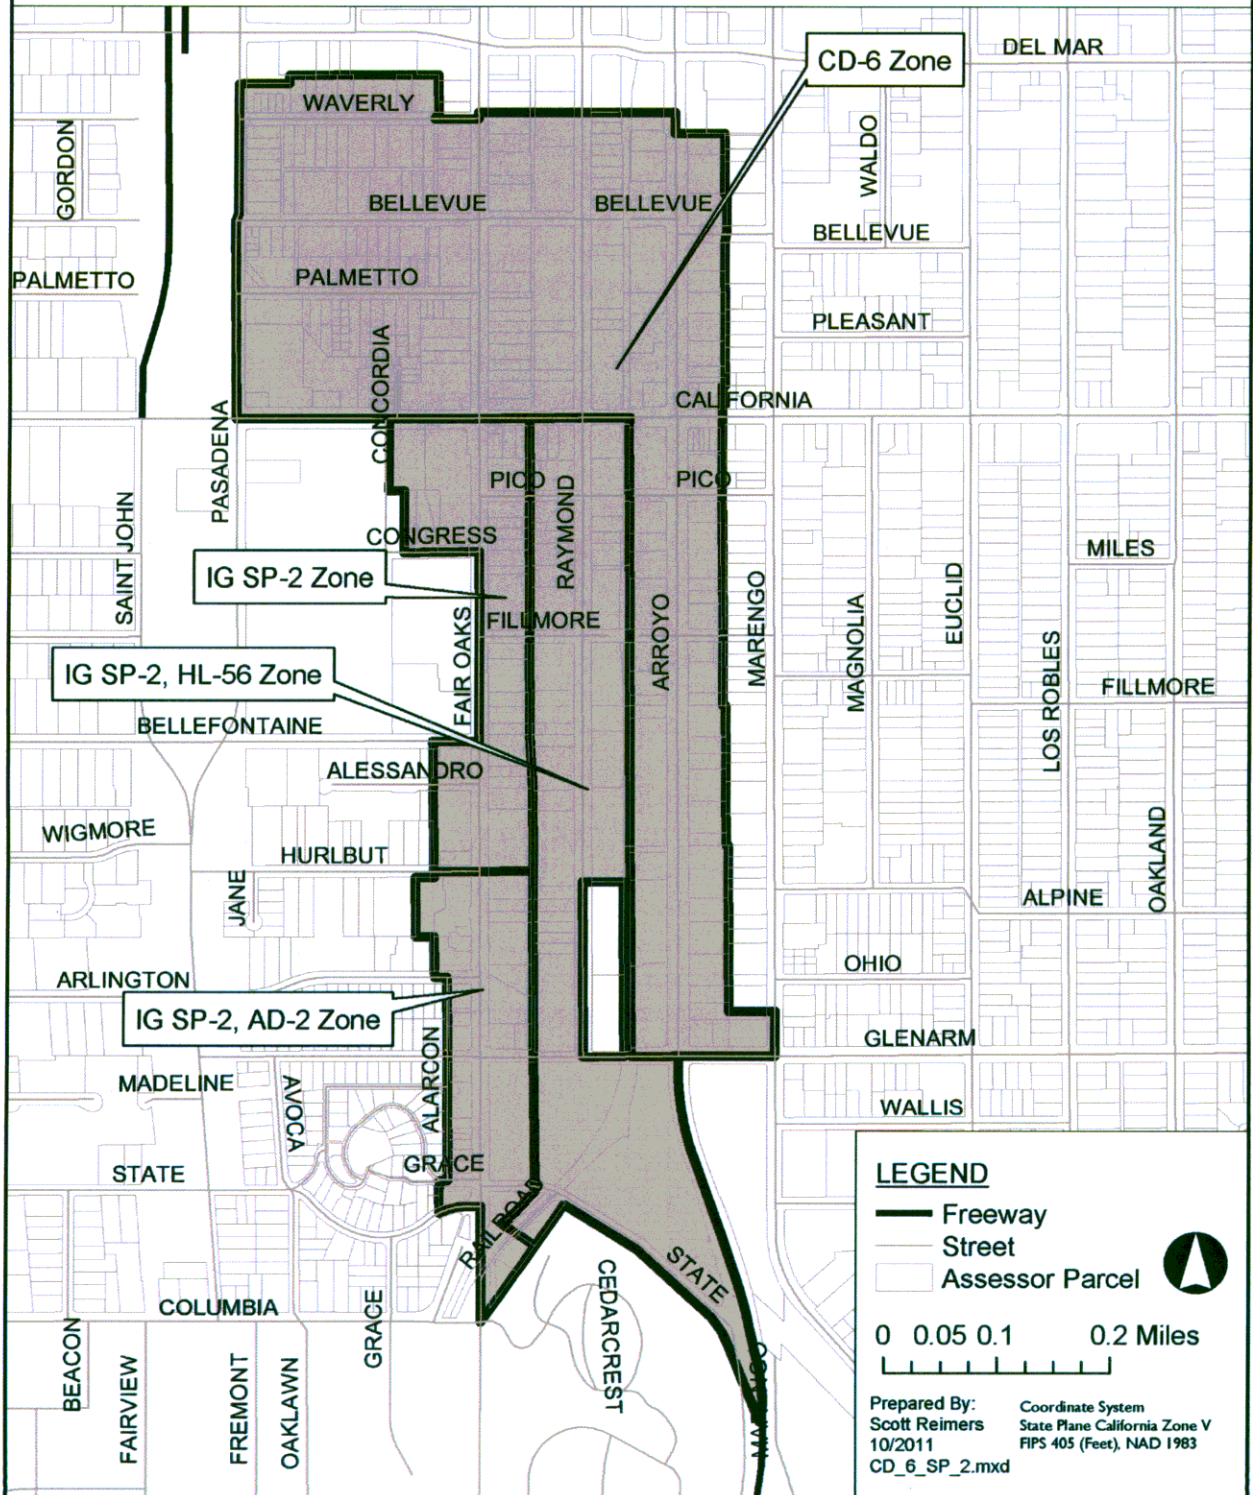 DEL MAR
CD-6 Zone
WAVERLY
GORDON
WALDO
BELLEVUE
BELLEVUE
BELLEVUE
PALMETTO
PALMETTO
PLEASANT
CONCORDIA
CALIFORNIA
PASADENA
PICO
PICO
SAINT JOHN
RAYMOND
CONGRESS
MILES
IG SP-2 Zone
FILLMORE
FAIR OAKS
ARROYO
MARENGO
MAGNOLIA
EUCLID
LOS ROBLES
IG SP-2, HL-56 Zone
FILLMORE
BELLEFONTAINE
ALESSANDRO
WIGMORE
HURLBUT
JANE
OAKLAND
ALPINE
OHIO
ARLINGTON
IG SP-2, AD-2 Zone
GLENARM
ALARCON
MADELINE
AVOCA
WALLIS
GRACE
STATE
RAILROAD
STATE
COLUMBIA
CEDARCREST
GRACE
BEACON
FAIRVIEW
FREMONT
OAKLAWN
LEGEND
Freeway
Street
Assessor Parcel
0 0.05 0.1 0.2 Miles
Prepared By:
Scott Reimers
10/2011
CD_6_SP_2.mxd
Coordinate System
State Plane California Zone V
FIPS 405 (Feet), NAD 1983